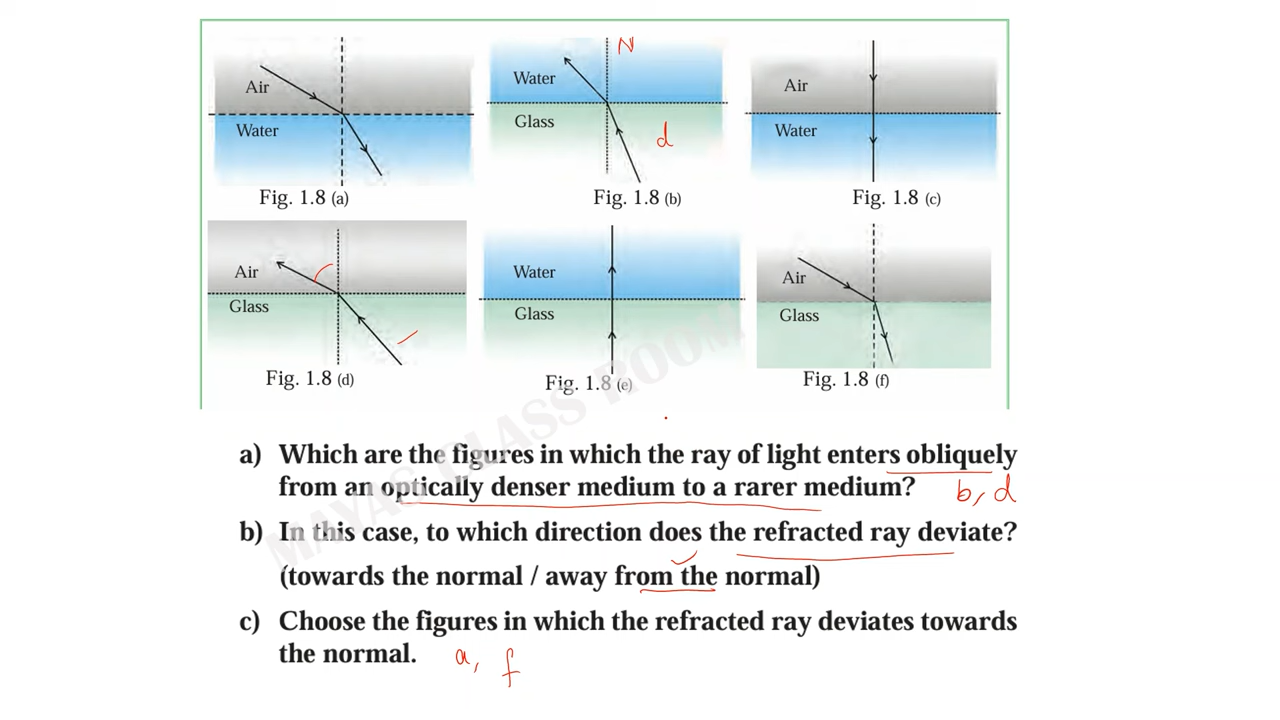 N
Air
Water
Fig. 1.8 (a)
Water
Glass
d
Fig. 1.8 (b)
Air
Water
Fig. 1.8 (c)
Air
Glass
Fig. 1.8 (d)
Water
Glass
Fig. 1.8 (e)
Air
Glass
Fig. 1.8 (f)
MAYAS CLASS ROOM
a) Which are the figures in which the ray of light enters obliquely
from an optically denser medium to a rarer medium? b, d
b) In this case, to which direction does the refracted ray deviate?
(towards the normal / away from the normal)
c) Choose the figures in which the refracted ray deviates towards
the normal. a, f